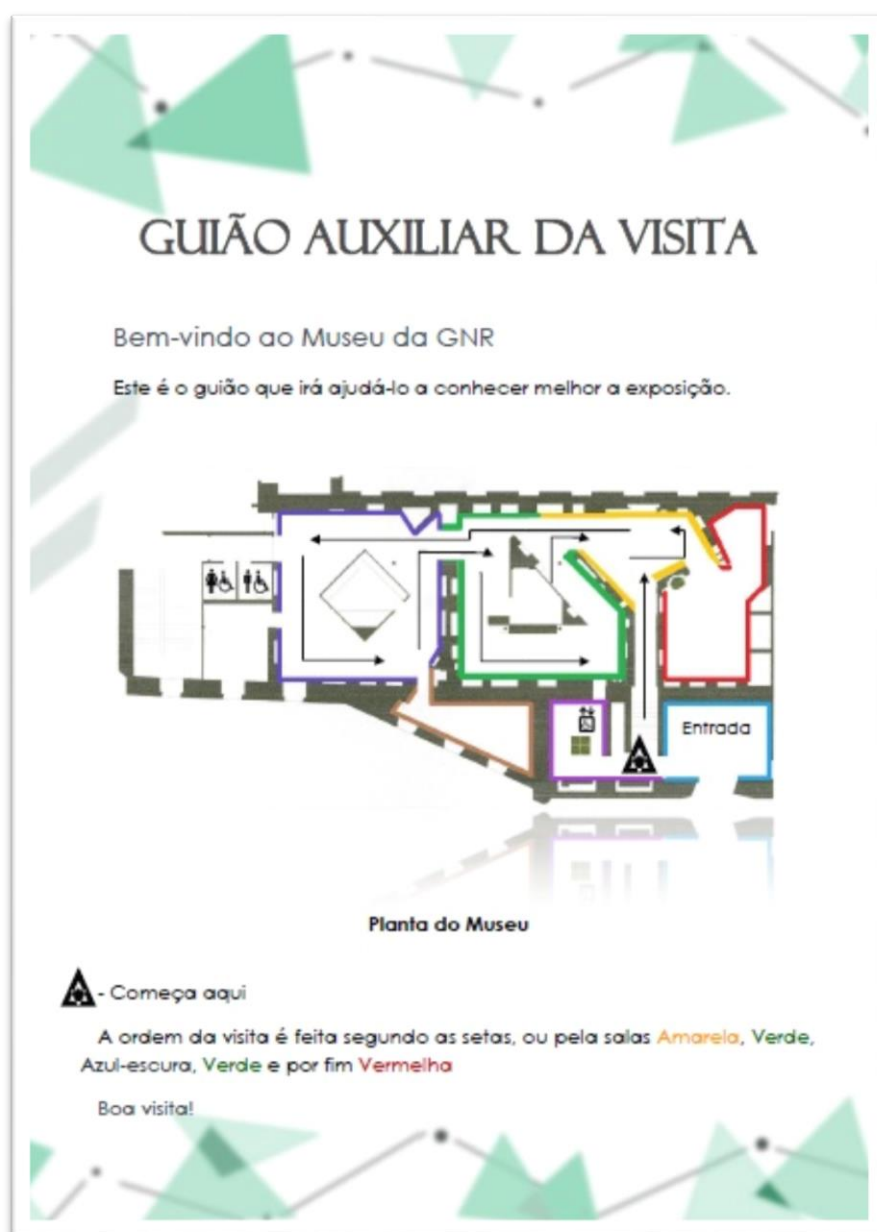 GUIÃO AUXILIAR DA VISITA
Bem-vindo ao Museu da GNR
Este é o guião que irá ajudá-lo a conhecer melhor a exposição.
Entrada
Planta do Museu
- Começa aqui
A ordem da visita é feita segundo as setas, ou pela salas Amarela, Verde,
Azul-escura, Verde e por fim Vermelha
Boa visita!